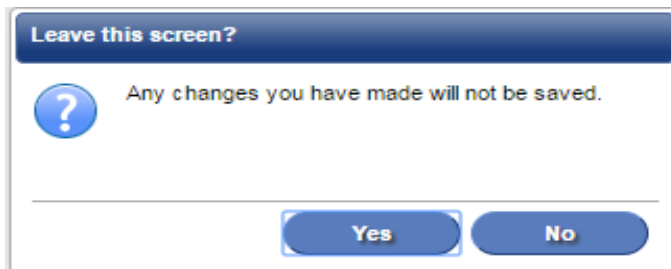 Leave this screen?
Any changes you have made will not be saved.
Yes No